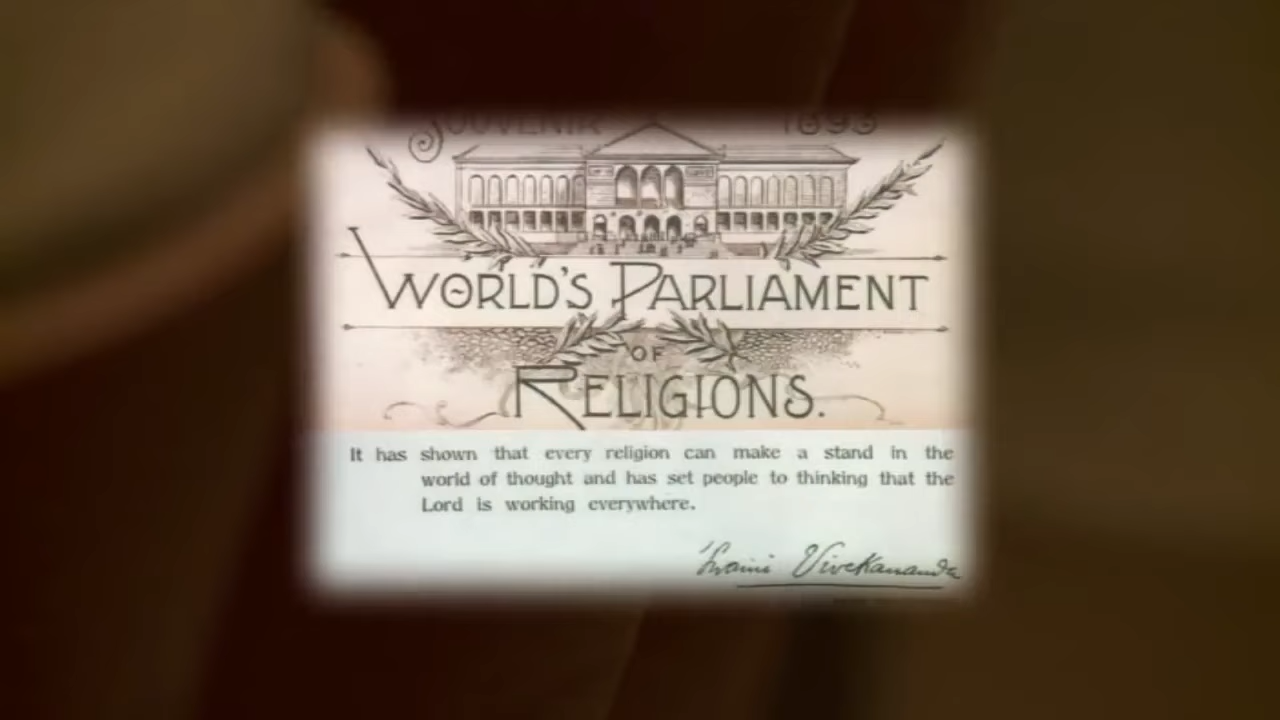 SOUVENIR 1893
WORLD'S PARLIAMENT
OF
RELIGIONS.
It has shown that every religion can make a stand in the
world of thought and has set people to thinking that the
Lord is working everywhere.
Swami Vivekananda